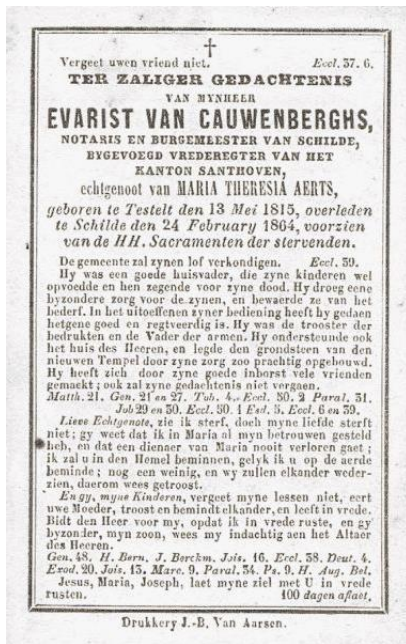 Vergeet uwen vriend niet. Eccl. 37. 6.
TER ZALIGER GEDACHTENIS
VAN MYNHEER
EVARIST VAN CAUWENBERGHS,
NOTARIS EN BURGEMEESTER VAN SCHILDE,
BYGEVOEGD VREDEREGTER VAN HET
KANTON SANTHOVEN,
echtgenoot van MARIA THERESIA AERTS,
geboren te Testelt den 13 Mei 1815, overleden
te Schilde den 24 February 1864, voorzien
van de HH. Sacramenten der stervenden.
De gemeente zal zynen lof verkondigen. Eccl. 39.
Hy was een goede huisvader, die zyne kinderen wel
opvoedde en hen zegende voor zyne dood. Hy droeg eene
byzondere zorg voor de zynen, en bewaerde ze van het
bederf. In het uitoeffenen zyner bediening heeft hy gedaen
hetgene goed en regtveerdig is. Hy was de trooster der
bedrukten en de Vader der armen. Hy ondersteunde ook
het huis des Heeren, en legde den grondsteen van den
nieuwen Tempel door zyne zorg zoo prachtig opgebouwd.
Hy heeft zich door zyne goede inborst vele vrienden
gemaekt; ook zal zyne gedachtenis niet vergaen.
Matth. 21. Gen. 21 en 27. Tob. 4. Eccl. 30. 2 Paral. 31.
Job 29 en 30. Eccl. 50. 1 Esd. 5. Eccl. 6 en 39.
Lieve Echtgenote, zie ik sterf, doch myne liefde sterft
niet; gy weet dat ik in Maria al myn betrouwen gesteld
heb, en dat een dienaer van Maria nooit verloren gaet;
ik zal u in den Hemel beminnen, gelyk ik u op de aerde
beminde; nog een weinig, en wy zullen elkander weder-
zien, daerom wees getroost.
En gy, myne Kinderen, vergeet myne lessen niet, eert
uwe Moeder, troost en bemindt elkander, en leeft in vrede.
Bidt den Heer voor my, opdat ik in vrede ruste, en gy
byzonder, myn zoon, wees my indachtig aen het Altaer
des Heeren.
Gen. 48. H. Bern. J. Berckm. Jois. 16. Eccl. 38. Deut. 4.
Exod. 20. Jois. 13. Marc. 9. Paral. 34. Ps. 9. H. Aug. Bel.
Jesus, Maria, Joseph, laet myne ziel met U in vrede
rusten. 100 dagen aflaet.
Drukkery J.-B. Van Aarsen.